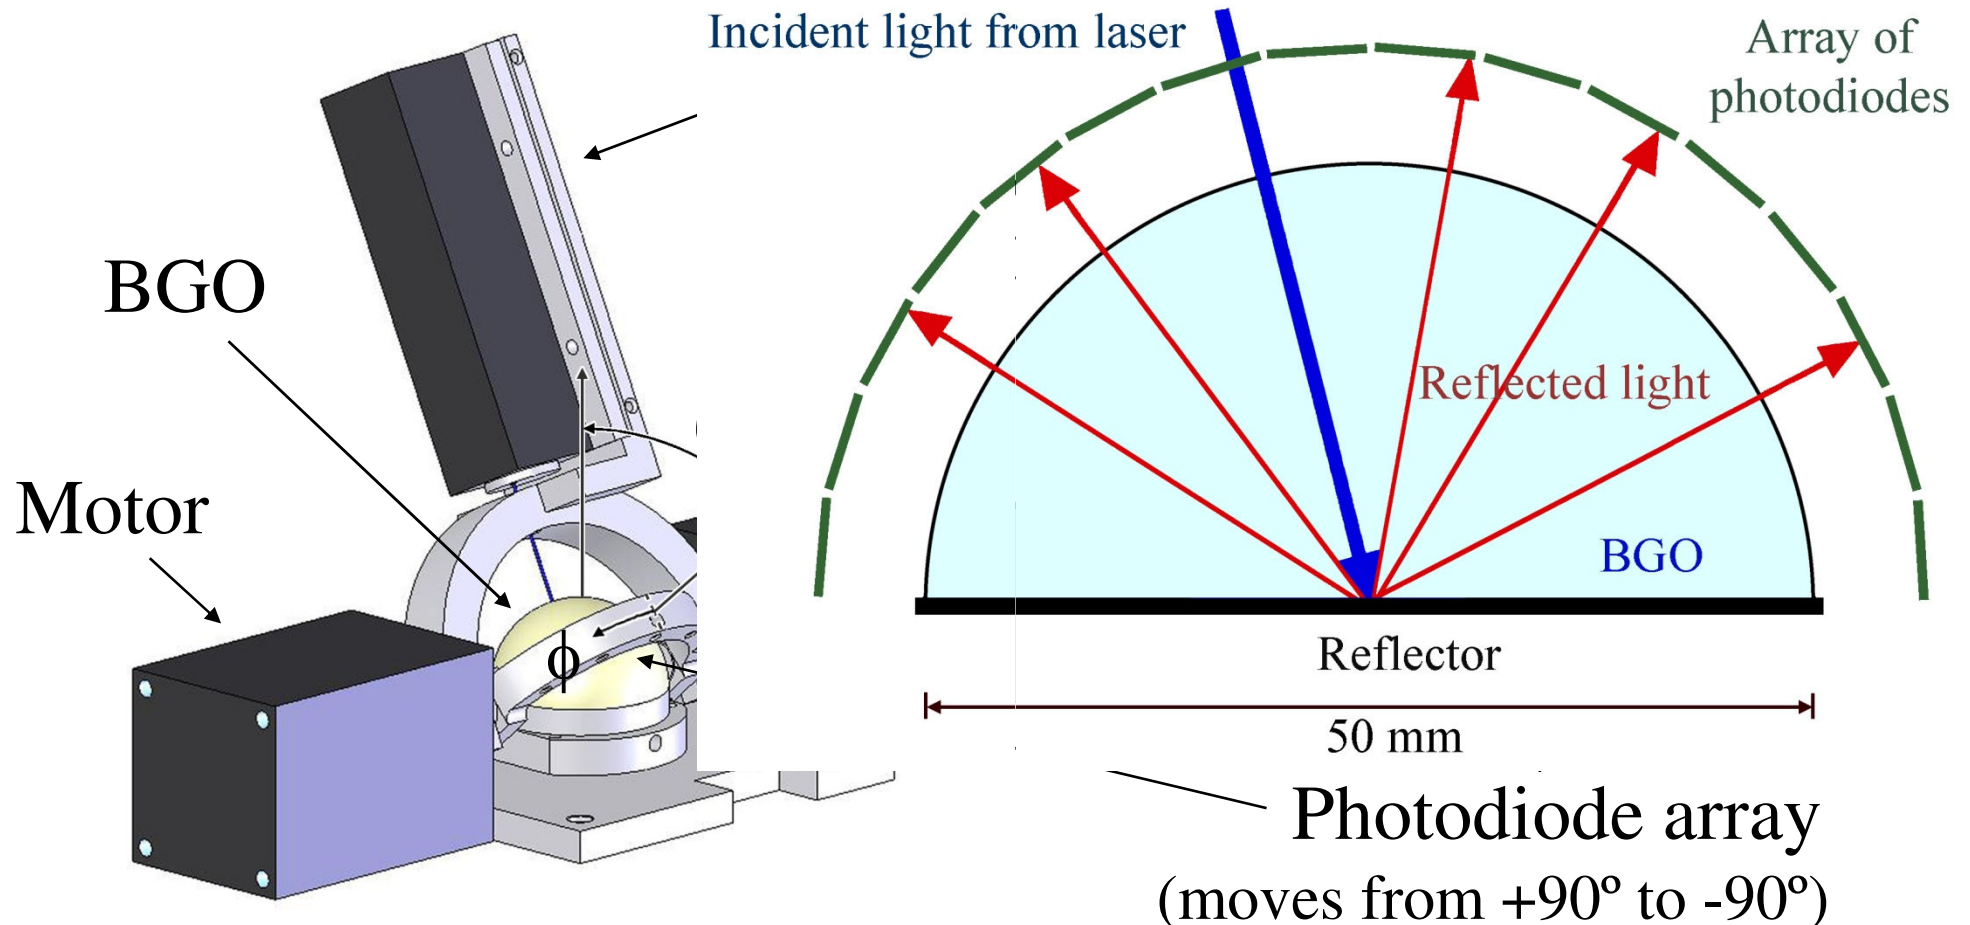 Incident light from laser
Array of
photodiodes
BGO
Reflected light
Motor
BGO
ϕ
Reflector
50 mm
Photodiode array
(moves from +90º to -90º)